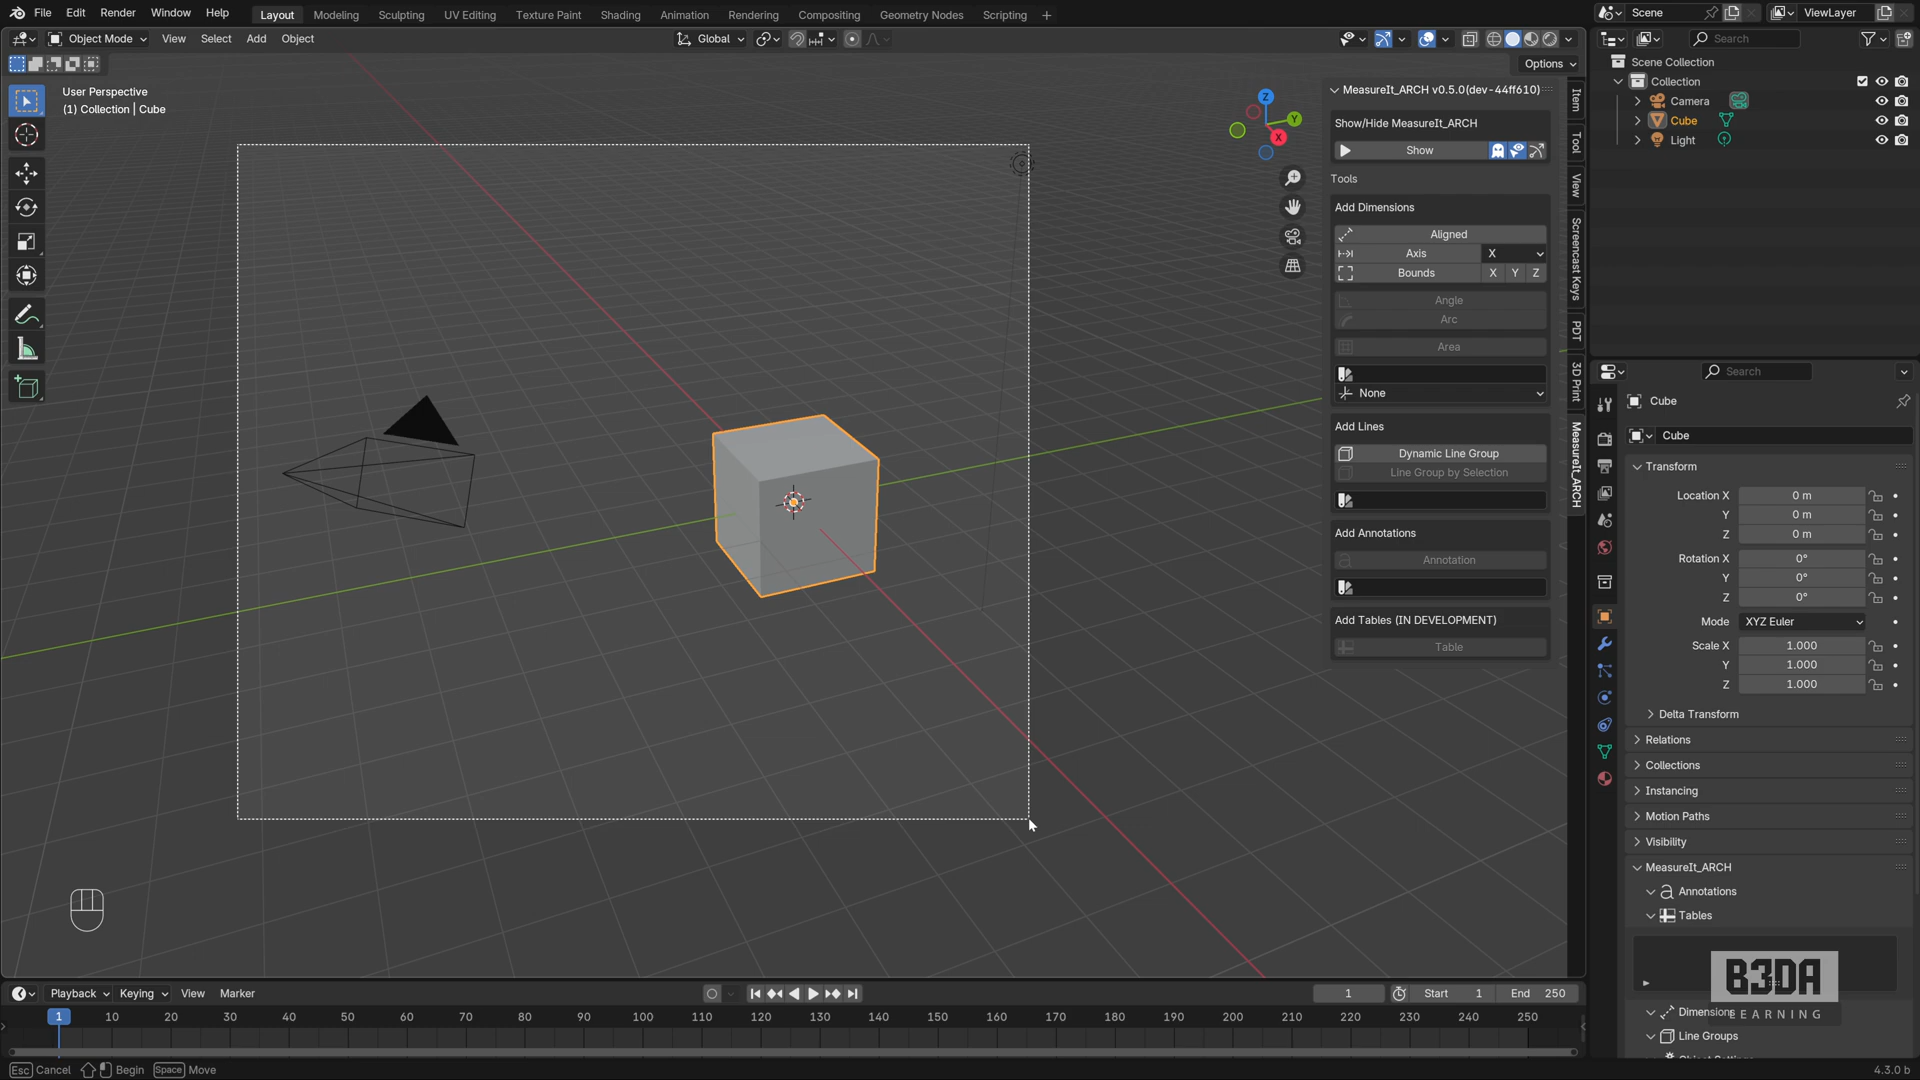 File Edit Render Window Help
Layout Modeling Sculpting UV Editing Texture Paint Shading Animation Rendering Compositing Geometry Nodes Scripting +
Scene
ViewLayer
Object Mode View Select Add Object
Global
Options
User Perspective
(1) Collection | Cube
Z
Y
X
MeasureIt_ARCH v0.5.0(dev-44ff610)
Show/Hide MeasureIt_ARCH
Show
Tools
Add Dimensions
Aligned
Axis X
Bounds X Y Z
Angle
Arc
Area
None
Add Lines
Dynamic Line Group
Line Group by Selection
Add Annotations
Annotation
Add Tables (IN DEVELOPMENT)
Table
Item
Tool
View
Screencast Keys
PDT
3D Print
MeasureIt_ARCH
Search
Scene Collection
Collection
Camera
Cube
Light
Search
Cube
Cube
Transform
Location X 0 m
Y 0 m
Z 0 m
Rotation X 0°
Y 0°
Z 0°
Mode XYZ Euler
Scale X 1.000
Y 1.000
Z 1.000
Delta Transform
Relations
Collections
Instancing
Motion Paths
Visibility
MeasureIt_ARCH
Annotations
Tables
B3DA
LEARNING
Dimensions
Line Groups
Playback Keying View Marker
1 Start 1 End 250
1 10 20 30 40 50 60 70 80 90 100 110 120 130 140 150 160 170 180 190 200 210 220 230 240 250
Esc Cancel Begin Space Move
4.3.0 b